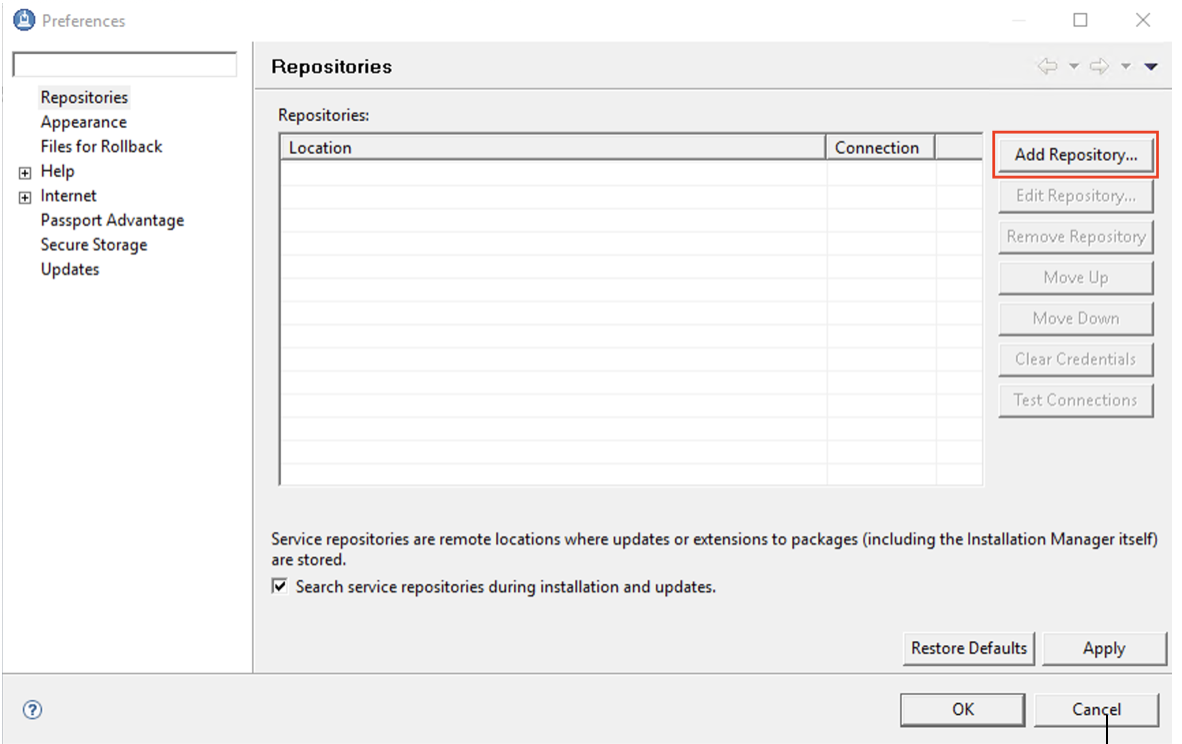 Preferences
Repositories
Appearance
Files for Rollback
Help
Internet
Passport Advantage
Secure Storage
Updates
Repositories
Repositories:
Location Connection
Add Repository...
Edit Repository...
Remove Repository
Move Up
Move Down
Clear Credentials
Test Connections
Service repositories are remote locations where updates or extensions to packages (including the Installation Manager itself)
are stored.
Search service repositories during installation and updates.
Restore Defaults Apply
? OK Cancel